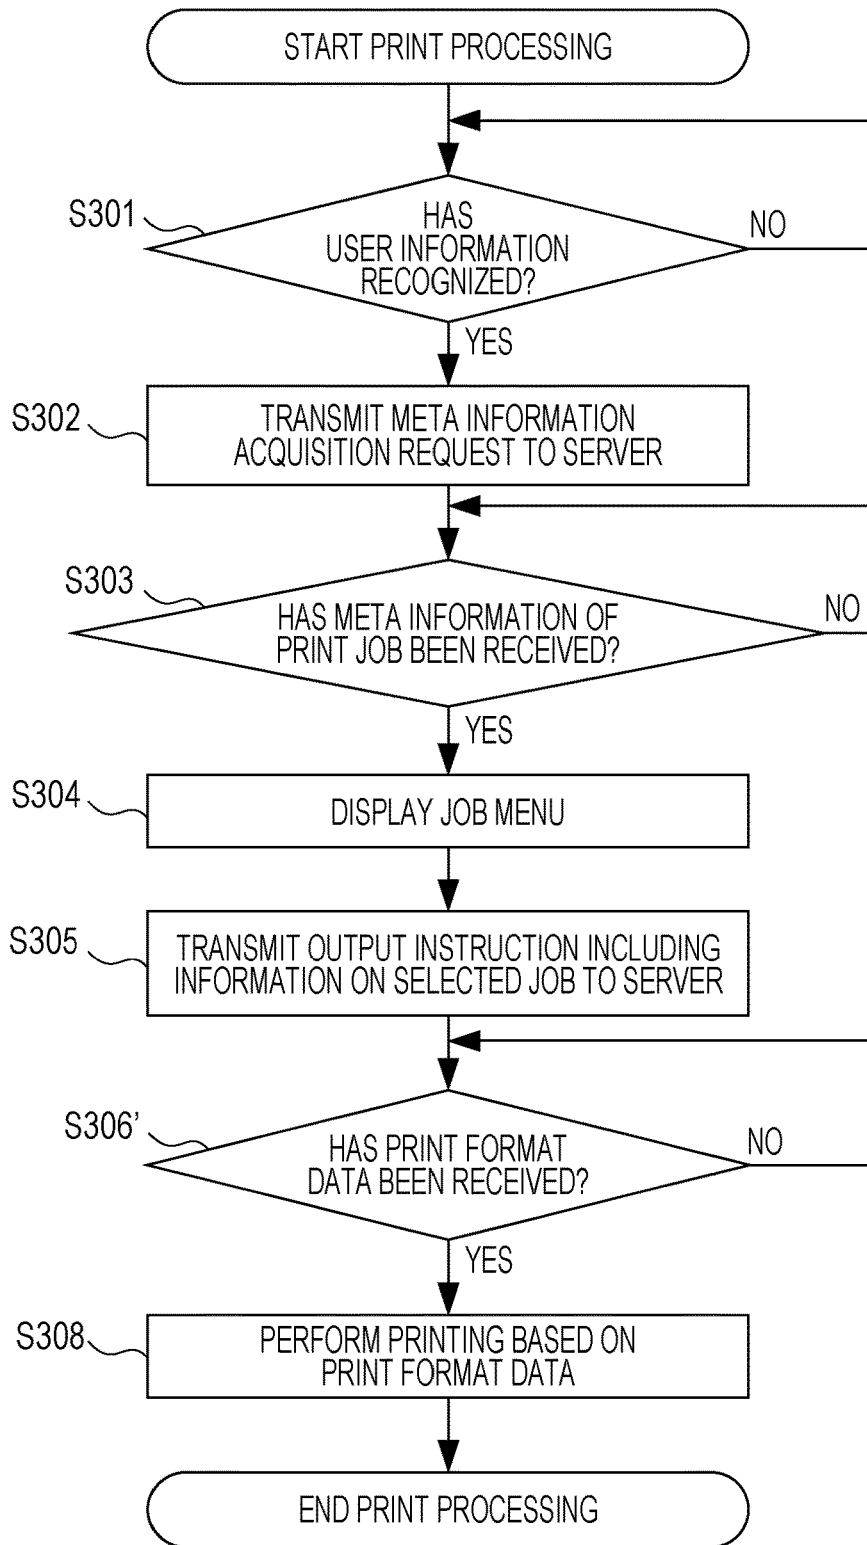 START PRINT PROCESSING
S301
HAS
USER INFORMATION
RECOGNIZED?
NO
YES
S302
TRANSMIT META INFORMATION
ACQUISITION REQUEST TO SERVER
S303
HAS META INFORMATION OF
PRINT JOB BEEN RECEIVED?
NO
YES
S304
DISPLAY JOB MENU
S305
TRANSMIT OUTPUT INSTRUCTION INCLUDING
INFORMATION ON SELECTED JOB TO SERVER
S306'
HAS PRINT FORMAT
DATA BEEN RECEIVED?
NO
YES
S308
PERFORM PRINTING BASED ON
PRINT FORMAT DATA
END PRINT PROCESSING